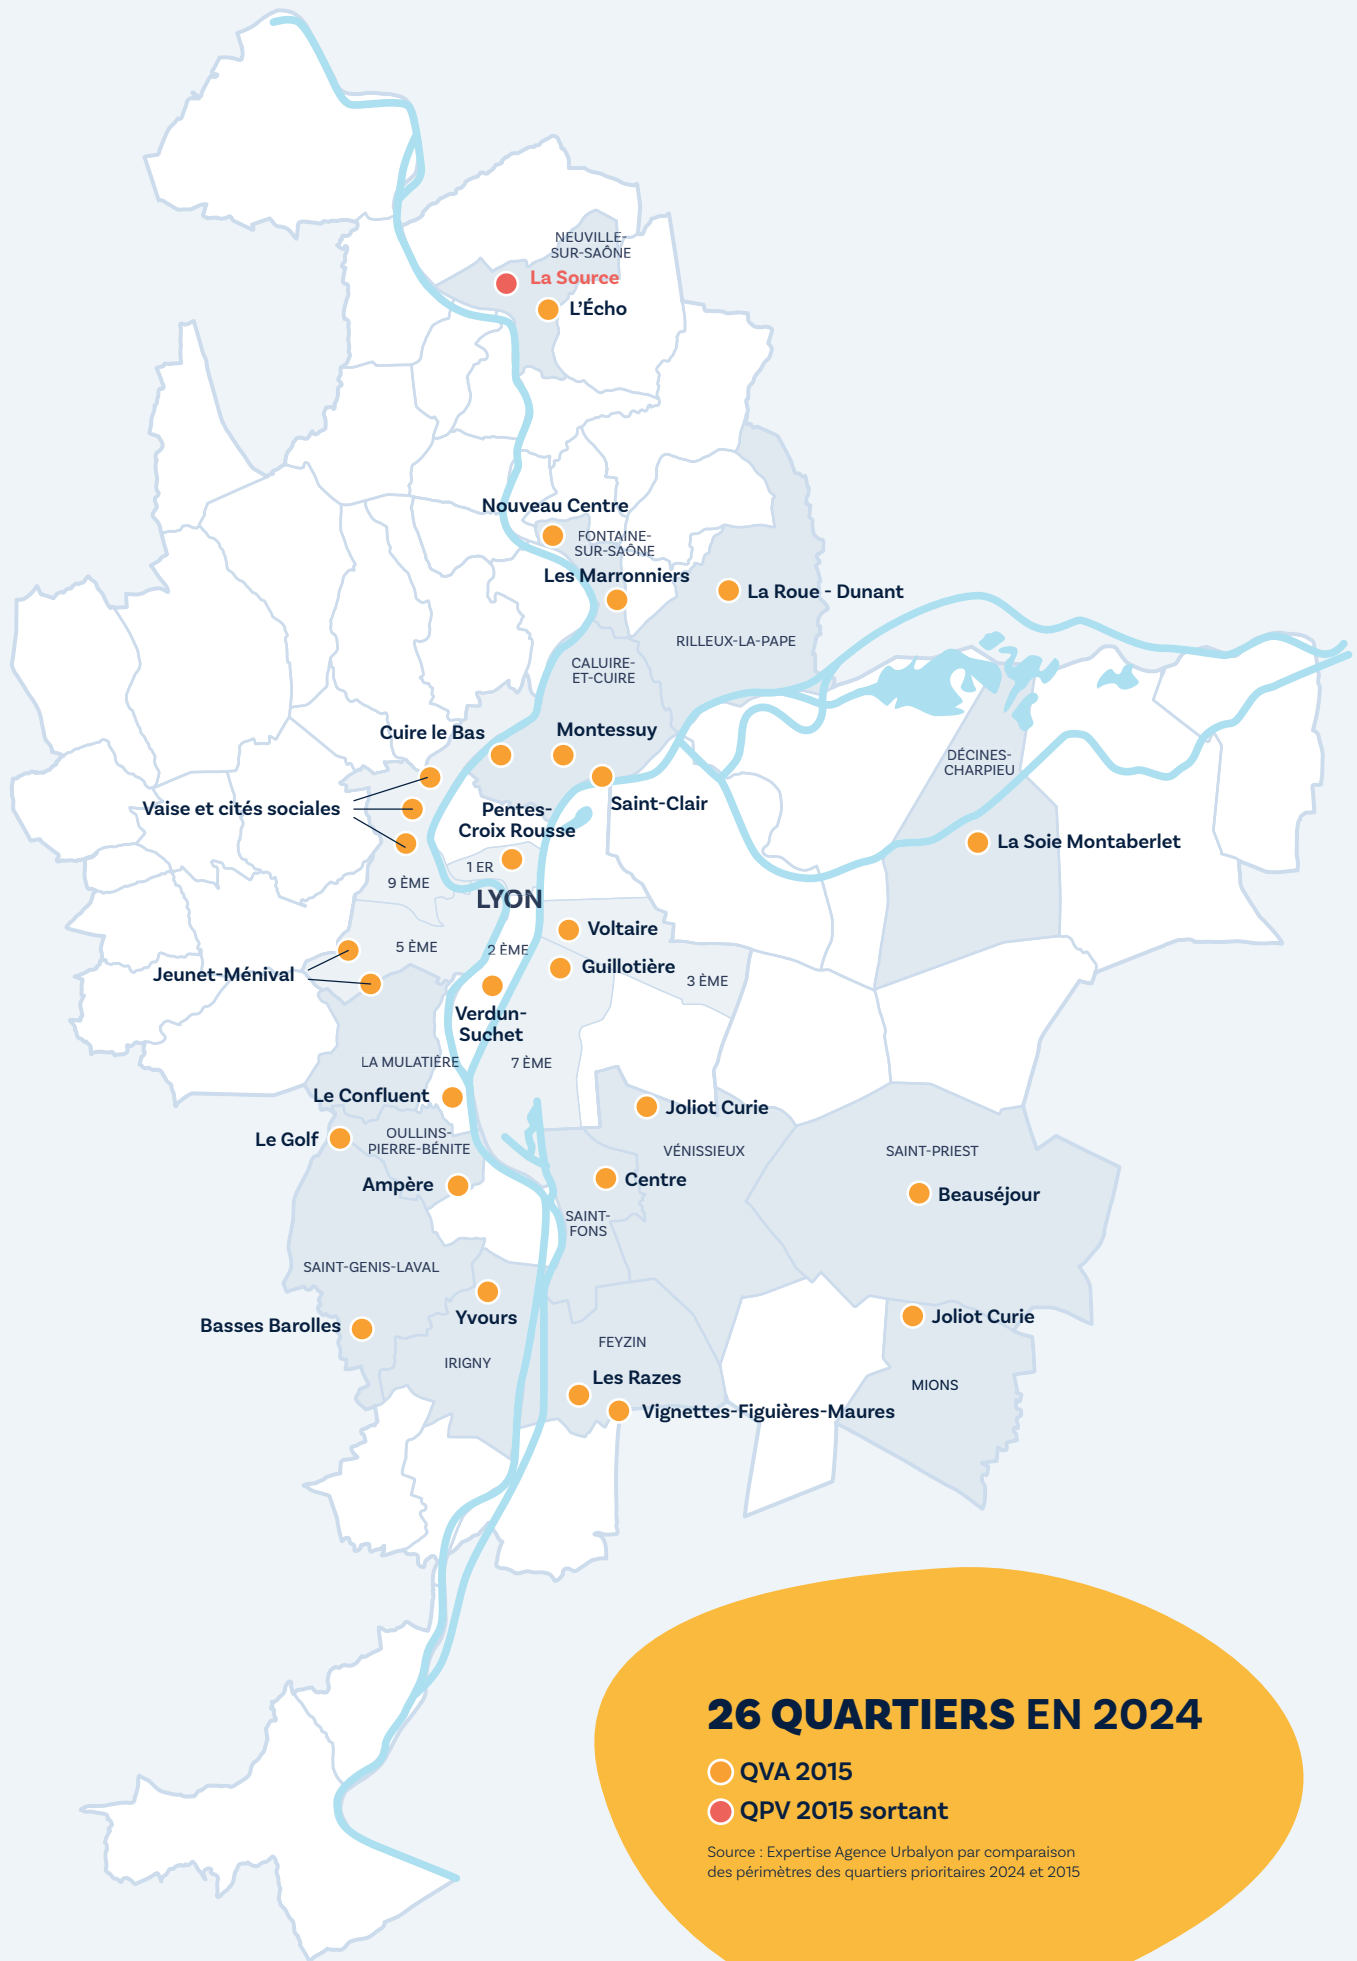 NEUVILLE-
SUR-SAÔNE
La Source
L'Écho
Nouveau Centre
FONTAINE-
SUR-SAÔNE
Les Marronniers
La Roue - Dunant
RILLEUX-LA-PAPE
CALUIRE-
ET-CUIRE
Cuire le Bas
Montessuy
DÉCINES-
CHARPIEU
Vaise et cités sociales
Saint-Clair
Pentes-
Croix Rousse
La Soie Montaberlet
1 ER
9 ÈME
LYON
Voltaire
5 ÈME
2 ÈME
Guillotière
Jeunet-Ménival
3 ÈME
Verdun-
Suchet
LA MULATIÈRE
7 ÈME
Le Confluent
Joliot Curie
Le Golf
OULLINS-
PIERRE-BÉNITE
VÉNISSIEUX
SAINT-PRIEST
Ampère
Centre
Beauséjour
SAINT-
FONS
SAINT-GENIS-LAVAL
Basses Barolles
Yvours
Joliot Curie
FEYZIN
IRIGNY
Les Razes
MIONS
Vignettes-Figuières-Maures
26 QUARTIERS EN 2024
QVA 2015
QPV 2015 sortant
Source : Expertise Agence Urbalyon par comparaison
des périmètres des quartiers prioritaires 2024 et 2015